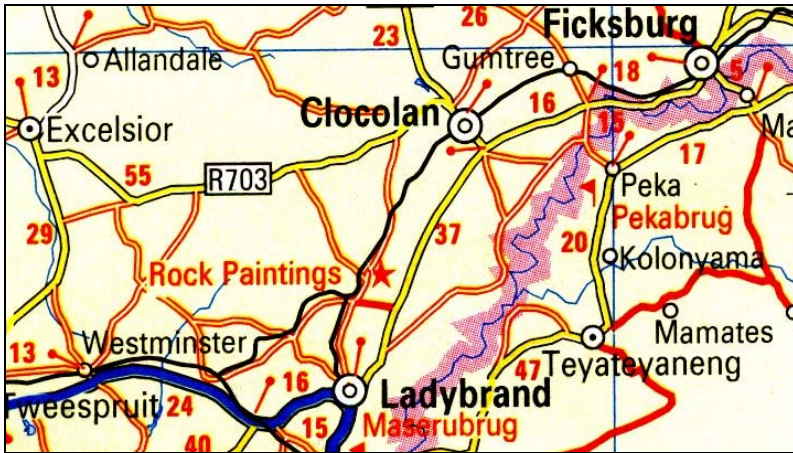 26
Ficksburg
23
Allandale
Gumtree
13
18
5
16
Clocolan
Excelsior
15
Ma
17
55
R703
Peka
Pekabrug
29
37
20
Kolonyama
Rock Paintings
Mamates
13
Westminster
Teyateyaneng
47
16
Ladybrand
Tweespruit
24
15
Maserubrug
40